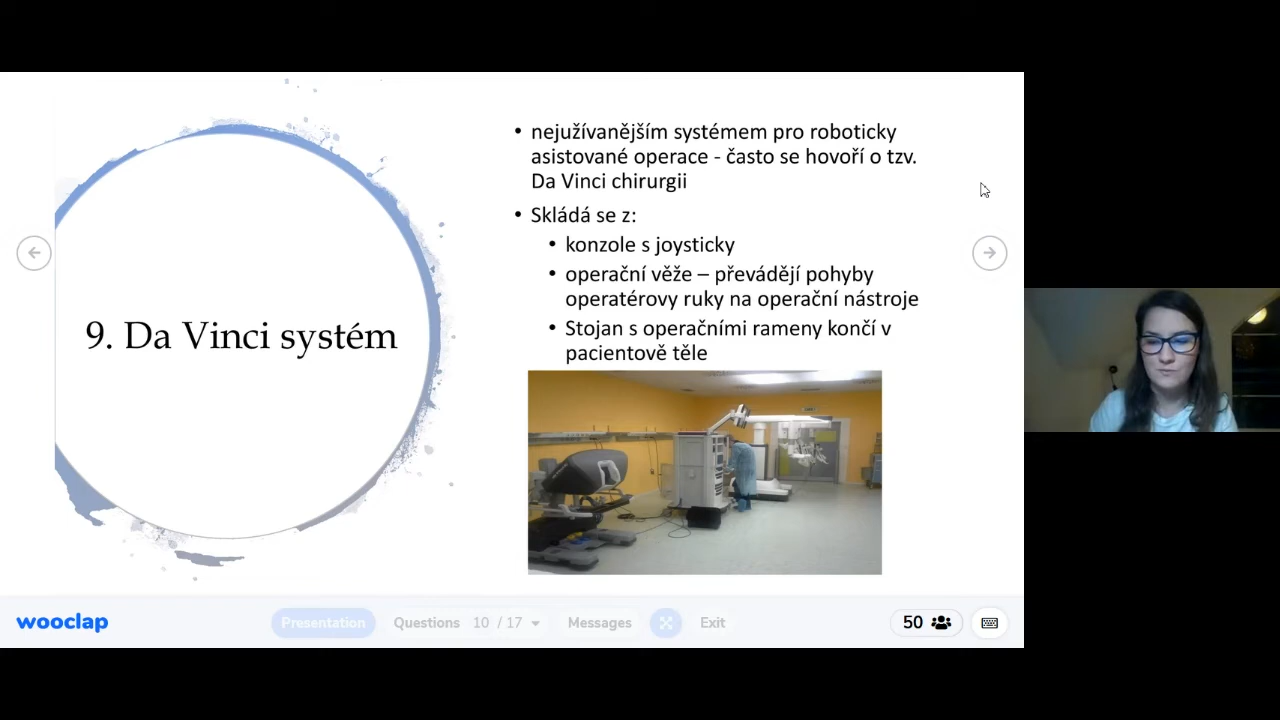 9. Da Vinci systém
• nejužívanějším systémem pro roboticky
asistované operace - často se hovoří o tzv.
Da Vinci chirurgii
• Skládá se z:
• konzole s joysticky
• operační věže – převádějí pohyby
operatérovy ruky na operační nástroje
• Stojan s operačními rameny končí v
pacientově těle
wooclap
Presentation
Questions 10 / 17
Messages
Exit
50